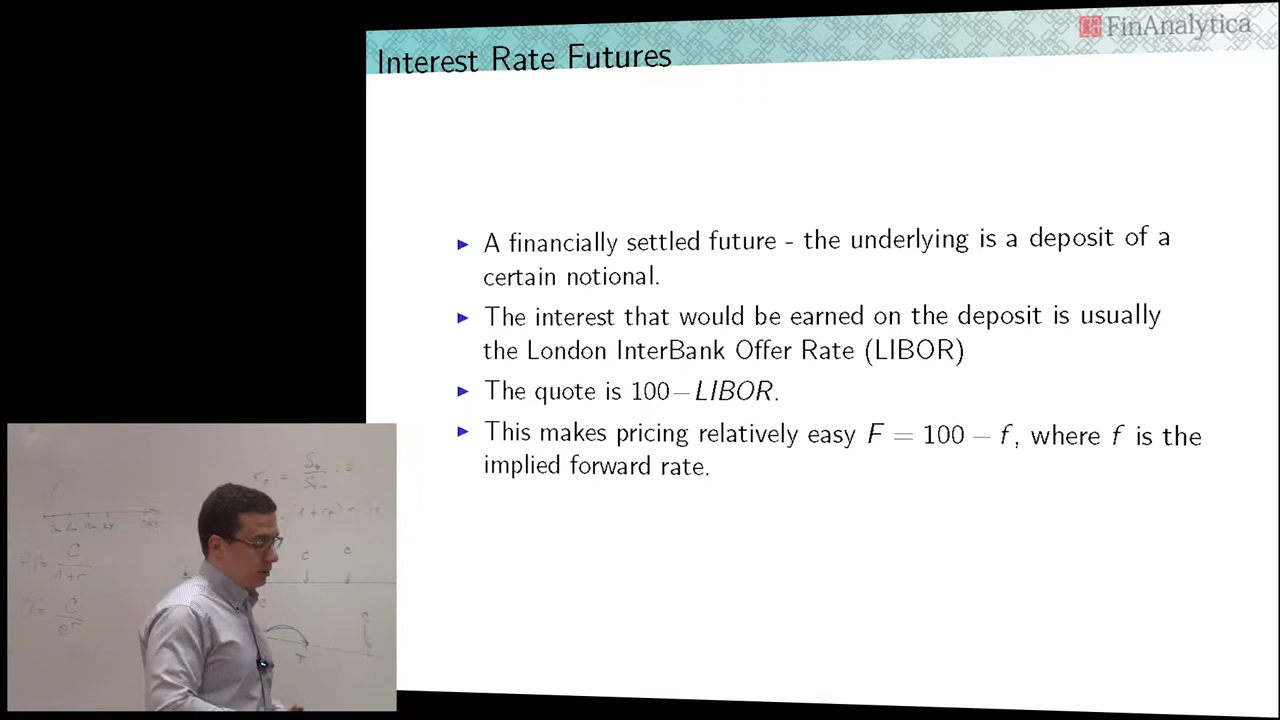 FinAnalytica
Interest Rate Futures
▶ A financially settled future - the underlying is a deposit of a
certain notional.
▶ The interest that would be earned on the deposit is usually
the London InterBank Offer Rate (LIBOR)
▶ The quote is 100−LIBOR.
▶ This makes pricing relatively easy F = 100 − f, where f is the
implied forward rate.
C
1+r
C
c
c
T